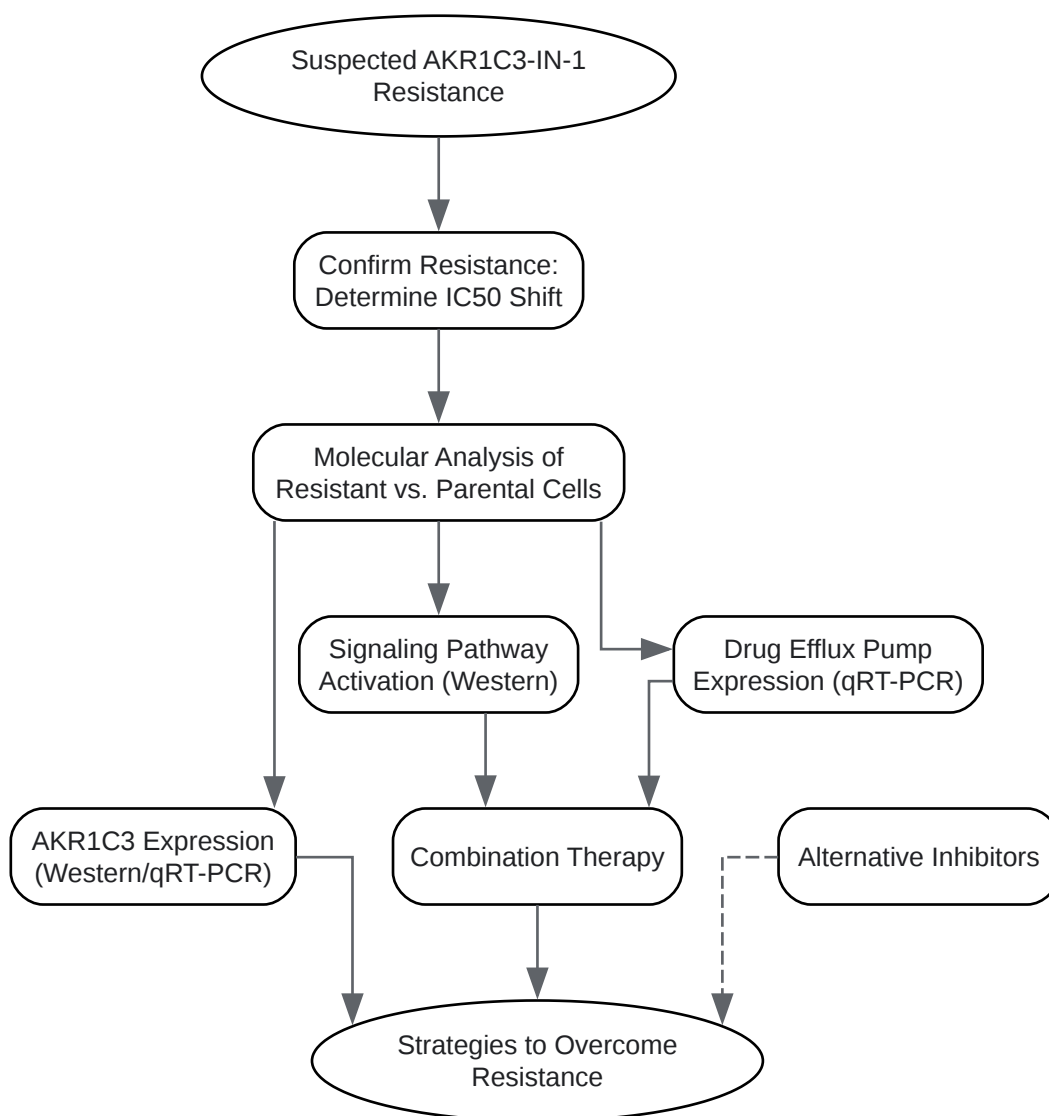 Suspected AKR1C3-IN-1
Resistance
Confirm Resistance:
Determine IC50 Shift
Molecular Analysis of
Resistant vs. Parental Cells
Signaling Pathway
Activation (Western)
Drug Efflux Pump
Expression (qRT-PCR)
AKR1C3 Expression
(Western/qRT-PCR)
Combination Therapy
Alternative Inhibitors
Strategies to Overcome
Resistance